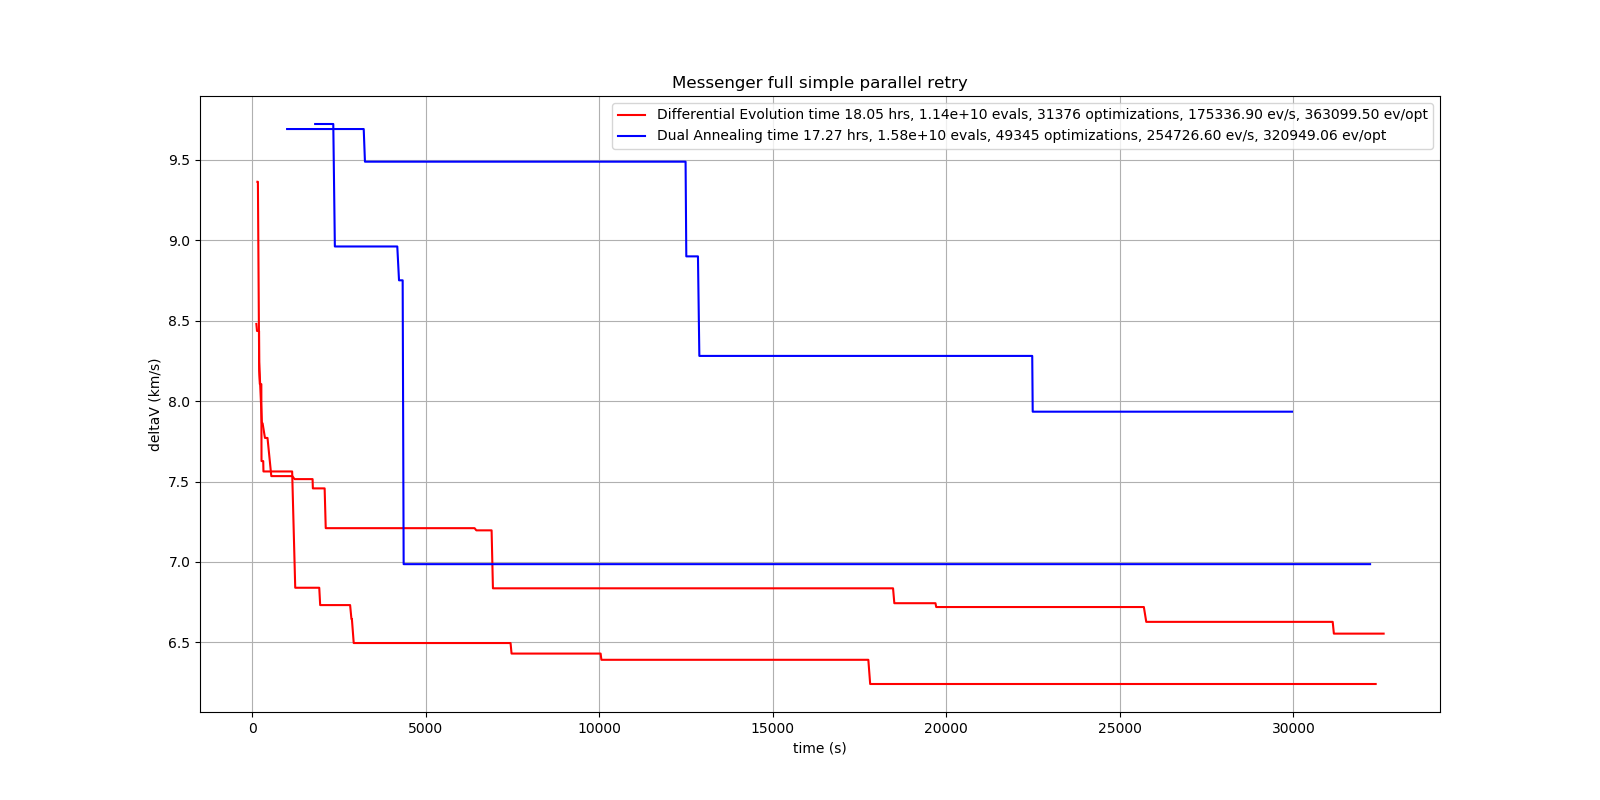 Messenger full simple parallel retry
Differential Evolution time 18.05 hrs, 1.14e+10 evals, 31376 optimizations, 175336.90 ev/s, 363099.50 ev/opt
Dual Annealing time 17.27 hrs, 1.58e+10 evals, 49345 optimizations, 254726.60 ev/s, 320949.06 ev/opt
deltaV (km/s)
9.5
9.0
8.5
8.0
7.5
7.0
6.5
0 5000 10000 15000 20000 25000 30000
time (s)